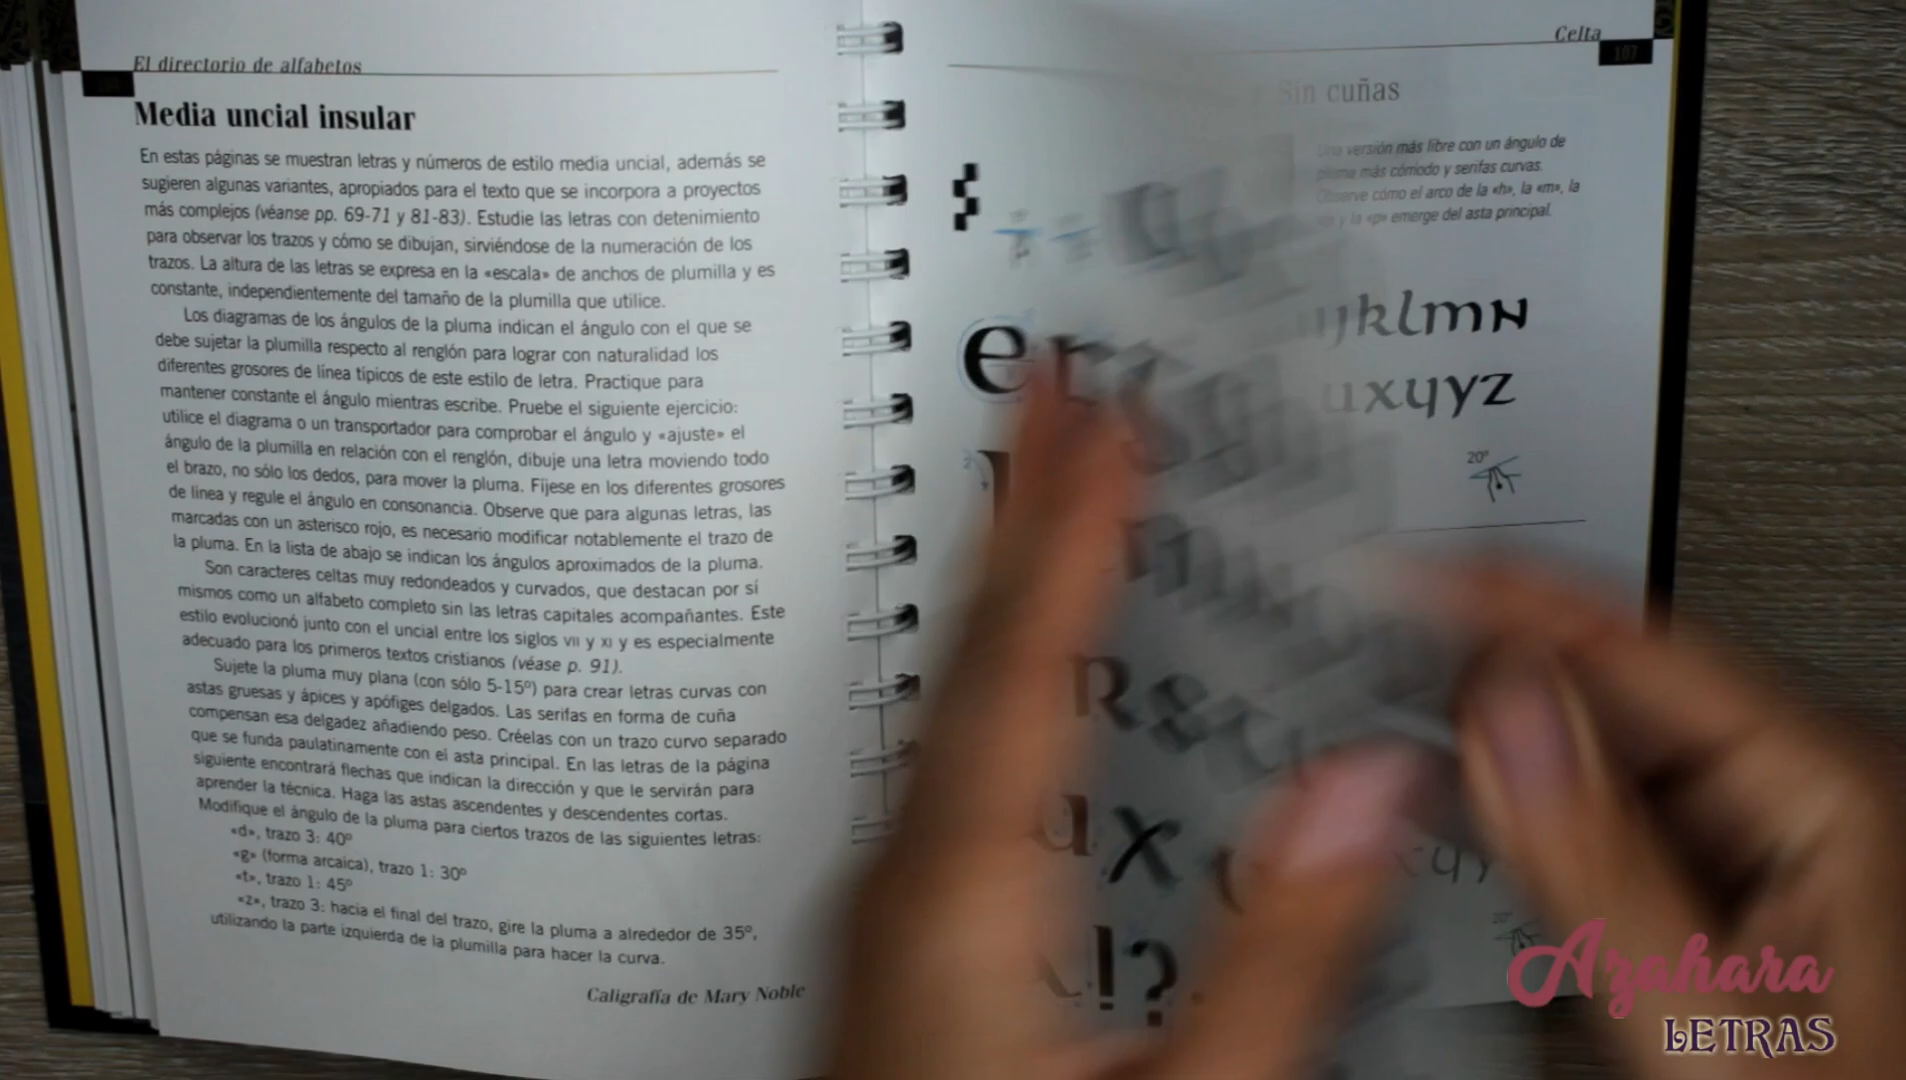 El directorio de alfabetos
Media uncial insular
En estas páginas se muestran letras y números de estilo media uncial, además se
sugieren algunas variantes, apropiados para el texto que se incorpora a proyectos
más complejos (véanse pp. 69-71 y 81-83). Estudie las letras con detenimiento
para observar los trazos y cómo se dibujan, sirviéndose de la numeración de los
trazos. La altura de las letras se expresa en la «escala» de anchos de plumilla y es
constante, independientemente del tamaño de la plumilla que utilice.
Los diagramas de los ángulos de la pluma indican el ángulo con el que se
debe sujetar la plumilla respecto al renglón para lograr con naturalidad los
diferentes grosores de línea típicos de este estilo de letra. Practique para
mantener constante el ángulo mientras escribe. Pruebe el siguiente ejercicio:
utilice el diagrama o un transportador para comprobar el ángulo y «ajuste» el
ángulo de la plumilla en relación con el renglón, dibuje una letra moviendo todo
el brazo, no sólo los dedos, para mover la pluma. Fíjese en los diferentes grosores
de línea y regule el ángulo en consonancia. Observe que para algunas letras, las
marcadas con un asterisco rojo, es necesario modificar notablemente el trazo de
la pluma. En la lista de abajo se indican los ángulos aproximados de la pluma.
Son caracteres celtas muy redondeados y curvados, que destacan por sí
mismos como un alfabeto completo sin las letras capitales acompañantes. Este
estilo evolucionó junto con el uncial entre los siglos VII y XI y es especialmente
adecuado para los primeros textos cristianos (véase p. 91).
Sujete la pluma muy plana (con sólo 5-15º) para crear letras curvas con
astas gruesas y ápices y apófiges delgados. Las serifas en forma de cuña
compensan esa delgadez añadiendo peso. Créelas con un trazo curvo separado
que se funda paulatinamente con el asta principal. En las letras de la página
siguiente encontrará flechas que indican la dirección y que le servirán para
aprender la técnica. Haga las astas ascendentes y descendentes cortas.
Modifique el ángulo de la pluma para ciertos trazos de las siguientes letras:
«d», trazo 3: 40º
«g» (forma arcaica), trazo 1: 30º
«t», trazo 1: 45º
«z», trazo 3: hacia el final del trazo, gire la pluma a alrededor de 35º,
utilizando la parte izquierda de la plumilla para hacer la curva.
Caligrafía de Mary Noble
Celta
107
Sin cuñas
Una versión más libre con un ángulo de
pluma más cómodo y serifas curvas.
Observe cómo el arco de la «h», la «m», la
y la «p» emerge del asta principal.
jklmn
uxyyz
20º
e
R
a x
! ?
20º
Azahara
LETRAS